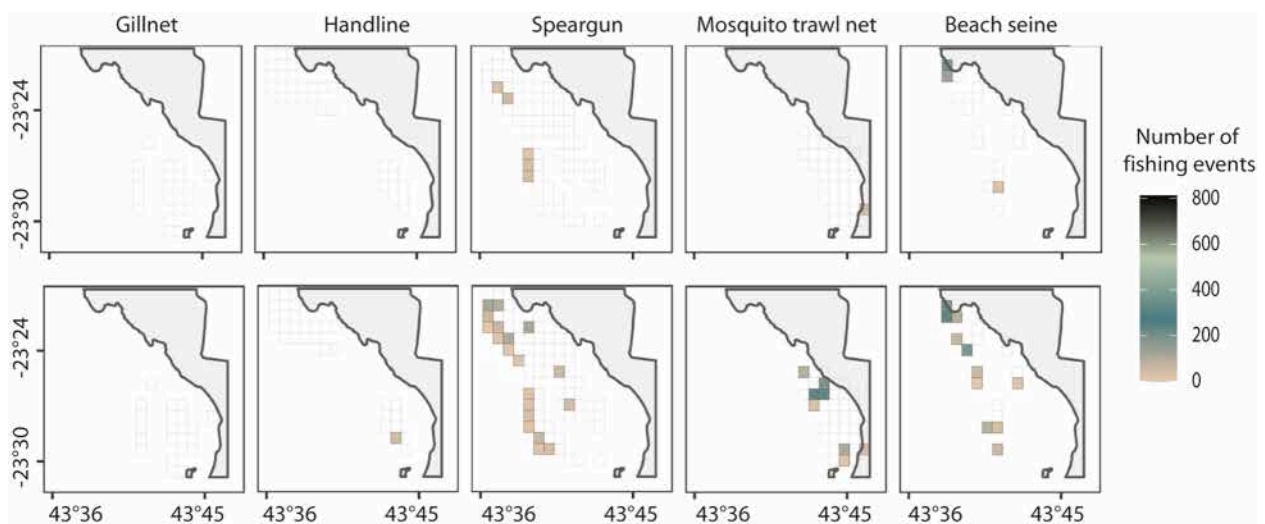 Gillnet Handline Speargun Mosquito trawl net Beach seine
-23°24
-23°30
Number of
fishing events
800
600
400
200
0
-23°24
-23°30
43°36 43°45 43°36 43°45 43°36 43°45 43°36 43°45 43°36 43°45